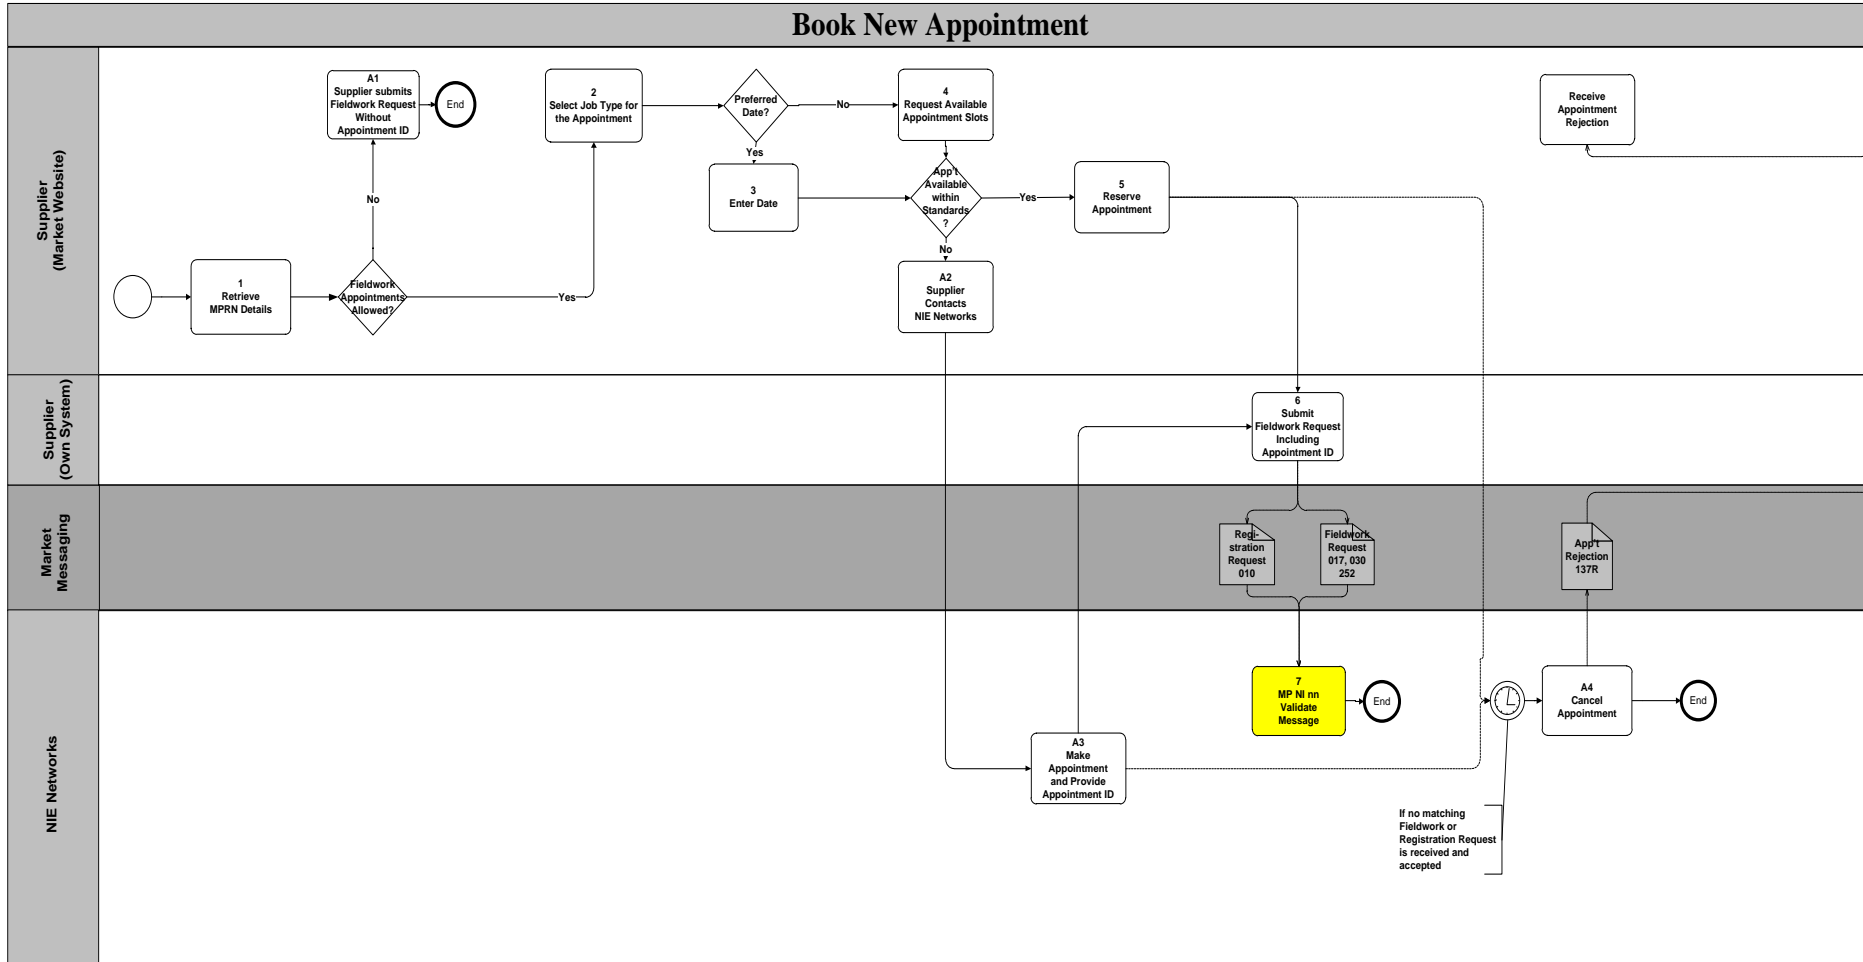 Book New Appointment
Supplier
(Market Website)
A1
Supplier submits
Fieldwork Request
Without
Appointment ID
End
2
Select Job Type for
the Appointment
Preferred
Date?
No
4
Request Available
Appointment Slots
Receive
Appointment
Rejection
Yes
3
Enter Date
App't
Available
within
Standards
?
Yes
5
Reserve
Appointment
No
No
1
Retrieve
MPRN Details
Fieldwork
Appointments
Allowed?
Yes
A2
Supplier
Contacts
NIE Networks
Supplier
(Own System)
6
Submit
Fieldwork Request
Including
Appointment ID
Market
Messaging
Regi-
stration
Request
010
Fieldwork
Request
017, 030
252
App't
Rejection
137R
NIE Networks
7
MP NI nn
Validate
Message
End
A4
Cancel
Appointment
End
A3
Make
Appointment
and Provide
Appointment ID
If no matching
Fieldwork or
Registration Request
is received and
accepted